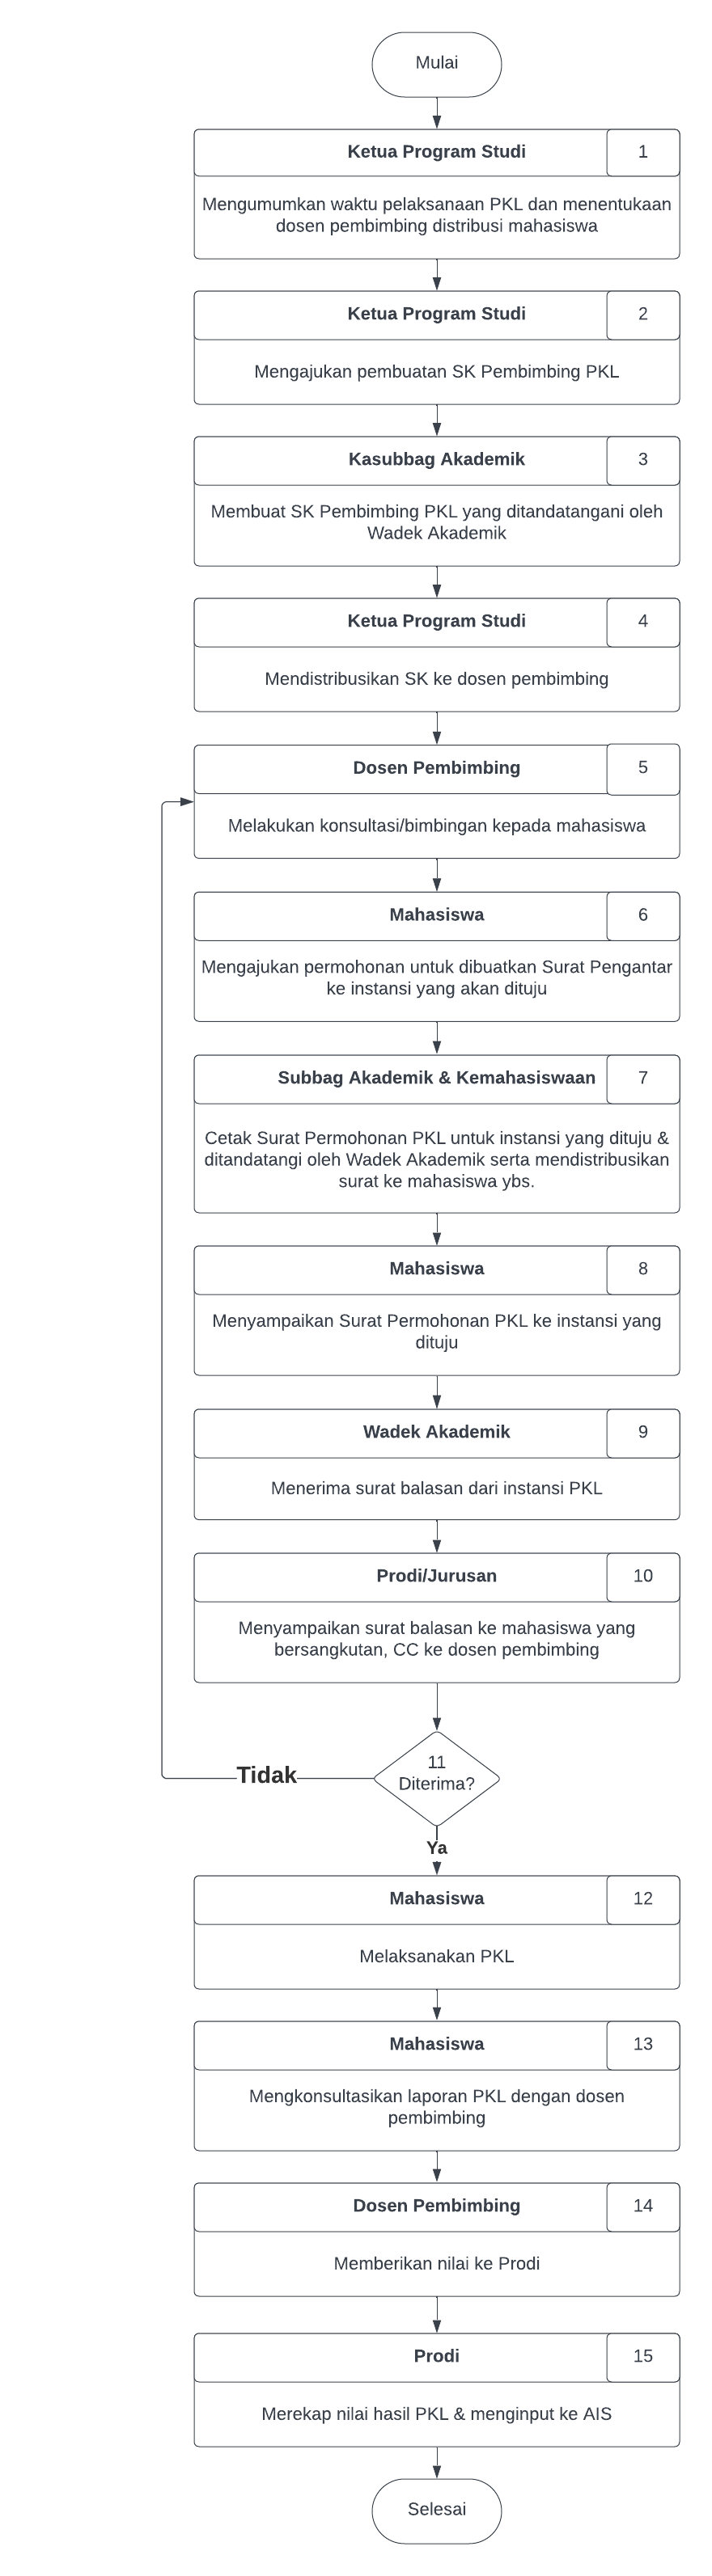 Mulai
Ketua Program Studi
1
Mengumumkan waktu pelaksanaan PKL dan menentukaan
dosen pembimbing distribusi mahasiswa
Ketua Program Studi
2
Mengajukan pembuatan SK Pembimbing PKL
Kasubbag Akademik
3
Membuat SK Pembimbing PKL yang ditandatangani oleh
Wadek Akademik
Ketua Program Studi
4
Mendistribusikan SK ke dosen pembimbing
Dosen Pembimbing
5
Melakukan konsultasi/bimbingan kepada mahasiswa
Mahasiswa
6
Mengajukan permohonan untuk dibuatkan Surat Pengantar
ke instansi yang akan dituju
Subbag Akademik & Kemahasiswaan
7
Cetak Surat Permohonan PKL untuk instansi yang dituju &
ditandatangi oleh Wadek Akademik serta mendistribusikan
surat ke mahasiswa ybs.
Mahasiswa
8
Menyampaikan Surat Permohonan PKL ke instansi yang
dituju
Wadek Akademik
9
Menerima surat balasan dari instansi PKL
Prodi/Jurusan
10
Menyampaikan surat balasan ke mahasiswa yang
bersangkutan, CC ke dosen pembimbing
11
Diterima?
Tidak
Ya
Mahasiswa
12
Melaksanakan PKL
Mahasiswa
13
Mengkonsultasikan laporan PKL dengan dosen
pembimbing
Dosen Pembimbing
14
Memberikan nilai ke Prodi
Prodi
15
Merekap nilai hasil PKL & menginput ke AIS
Selesai